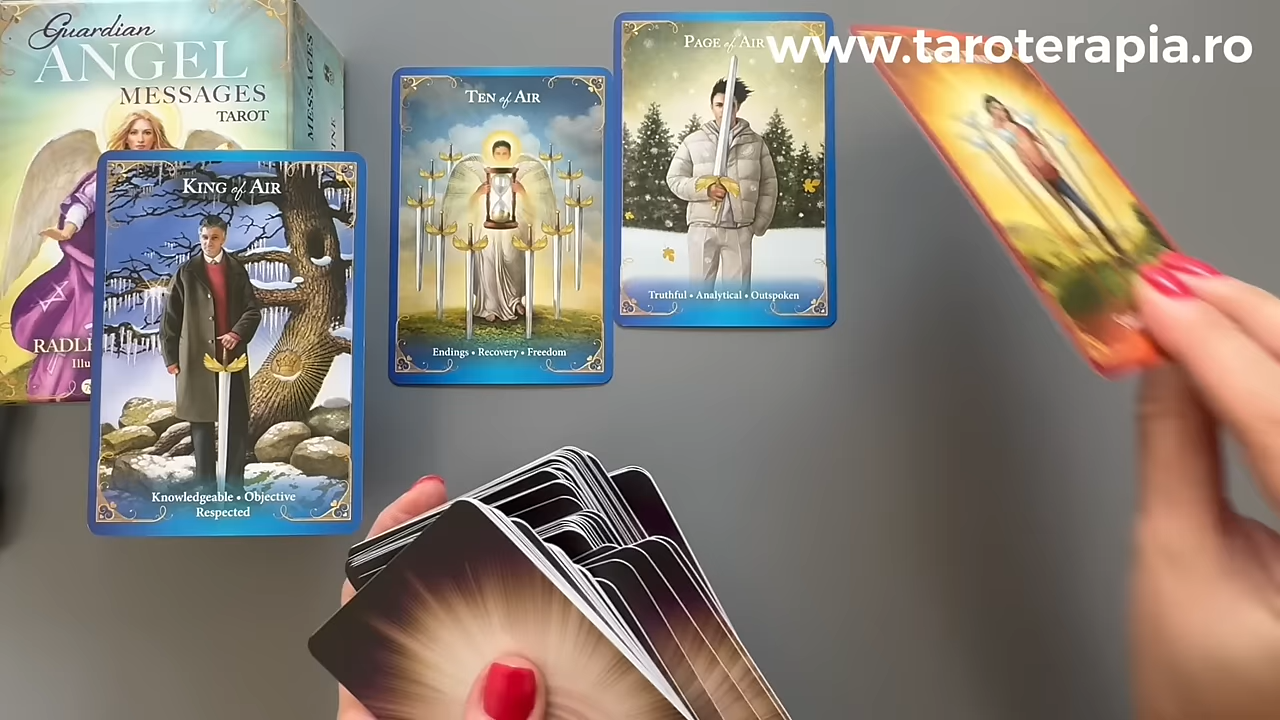 Guardian
ANGEL
MESSAGES
TAROT
www.taroterapia.ro
KING of AIR
Knowledgeable • Objective
Respected
TEN of AIR
Endings • Recovery • Freedom
PAGE of AIR
Truthful • Analytical • Outspoken